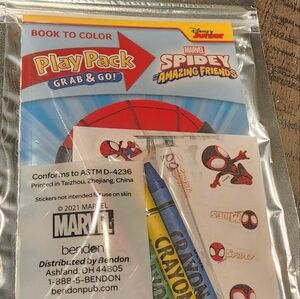 BOOK TO COLOR
Disney
Junior
Play Pack
GRAB & GO!
MARVEL
SPIDEY
AND HIS
AMAZING FRIENDS
Conforms to ASTM D-4236
Printed in Taizhou, Zhejiang, China
Stickers not intended for use on skin
© 2021 MARVEL
MARVEL
bendon
Distributed by Bendon
Ashland, OH 44805
1-888-5-BENDON
bendonpub.com
CRAYON
CRAYON